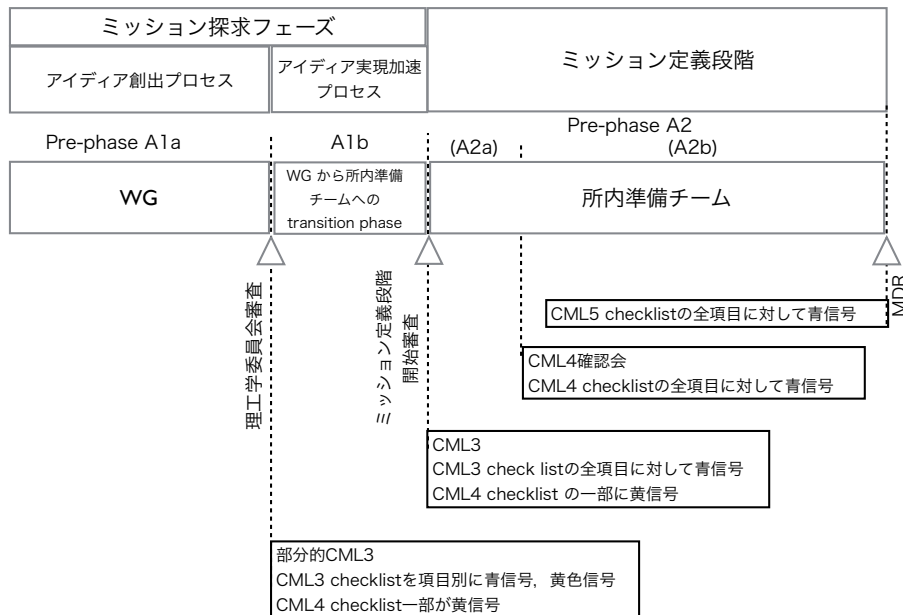 ミッション探求フェーズ
ミッション定義段階
アイディア創出プロセス
アイディア実現加速
プロセス
Pre-phase A2
Pre-phase A1a
A1b
(A2a)
(A2b)
WG
WG から所内準備
チームへの
transition phase
所内準備チーム
理工学委員会審査
ミッション定義段階
開始審査
MDR
CML5 checklistの全項目に対して青信号
CML4確認会
CML4 checklistの全項目に対して青信号
CML3
CML3 check listの全項目に対して青信号
CML4 checklist の一部に黄信号
部分的CML3
CML3 checklistを項目別に青信号，黄色信号
CML4 checklist一部が黄信号